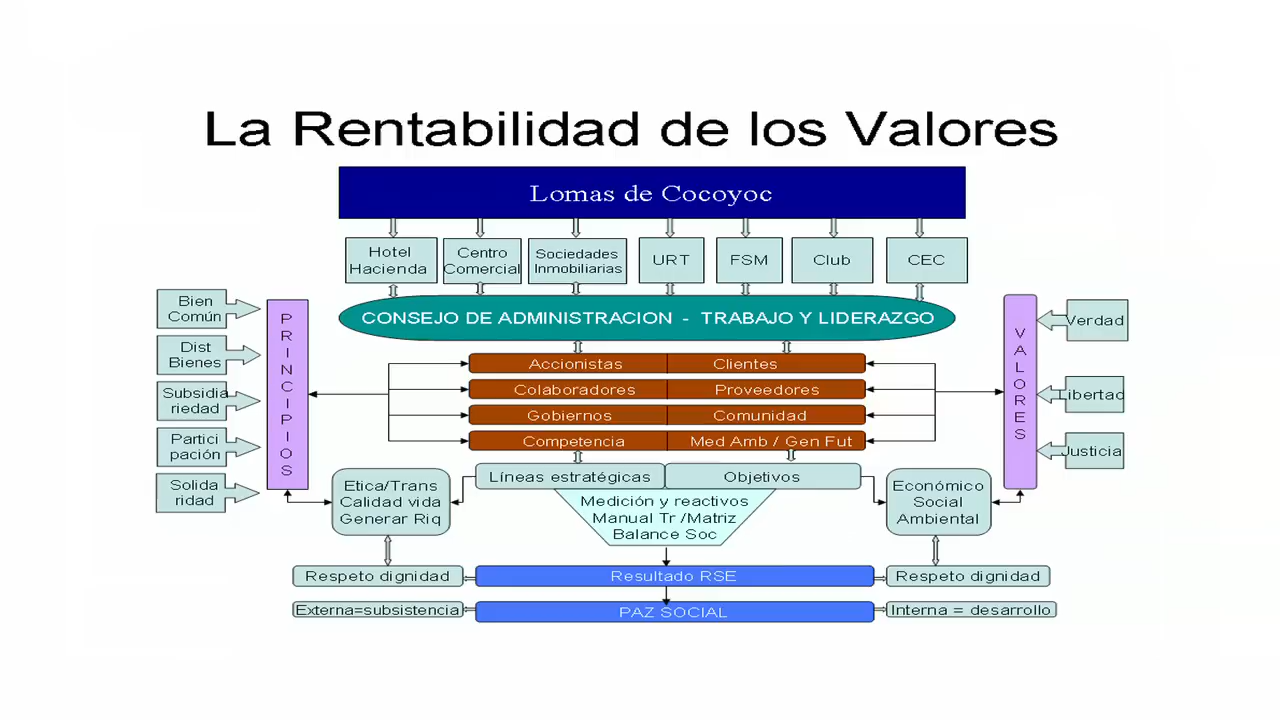 La Rentabilidad de los Valores
Lomas de Cocoyoc
Hotel
Hacienda
Centro
Comercial
Sociedades
Inmobiliarias
URT
FSM
Club
CEC
CONSEJO DE ADMINISTRACION - TRABAJO Y LIDERAZGO
Bien
Común
Dist
Bienes
Subsidia
riedad
Partici
pación
Solida
ridad
PRINCIPIOS
Accionistas
Clientes
Colaboradores
Proveedores
Gobiernos
Comunidad
Competencia
Med Amb / Gen Fut
VALORES
Verdad
Libertad
Justicia
Líneas estratégicas
Objetivos
Etica/Trans
Calidad vida
Generar Riq
Medición y reactivos
Manual Tr /Matriz
Balance Soc
Económico
Social
Ambiental
Respeto dignidad
Resultado RSE
Respeto dignidad
Externa=subsistencia
PAZ SOCIAL
Interna = desarrollo